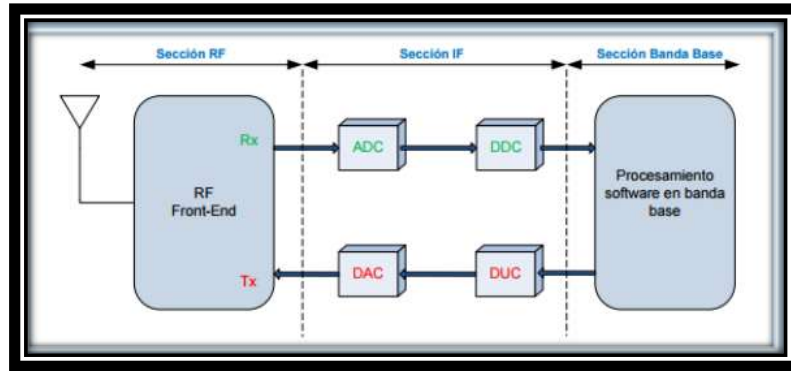 Sección RF
Sección IF
Sección Banda Base
Rx
ADC
DDC
RF
Front-End
Procesamiento
software en banda
base
Tx
DAC
DUC